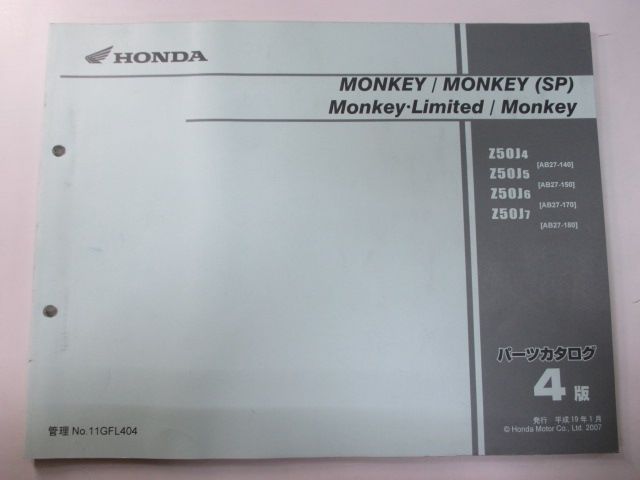 HONDA
MONKEY / MONKEY (SP)
Monkey･Limited / Monkey
Z50J4 [AB27-140]
Z50J5 [AB27-150]
Z50J6 [AB27-170]
Z50J7 [AB27-180]
パーツカタログ
4版
発行 平成19年1月
© Honda Motor Co., Ltd. 2007
管理 No.11GFL404